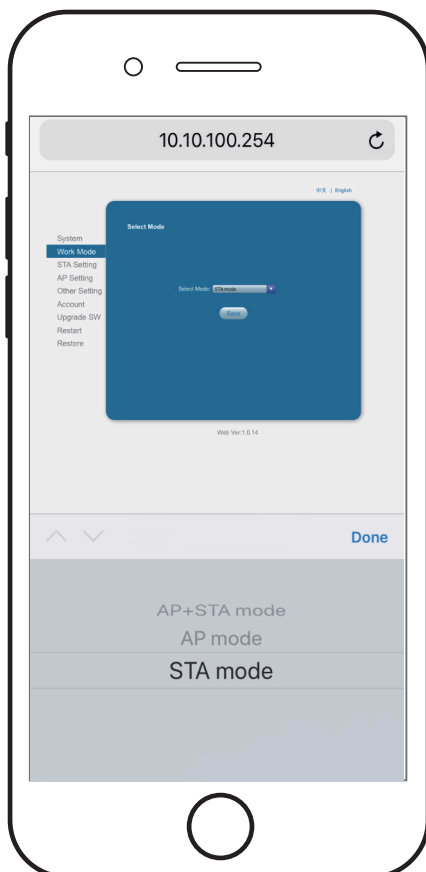 10.10.100.254
中文 | English
Select Mode
System
Work Mode
STA Setting
AP Setting
Other Setting
Account
Upgrade SW
Restart
Restore
Select Mode: STA mode
Save
Web Ver:1.0.14
Done
AP+STA mode
AP mode
STA mode